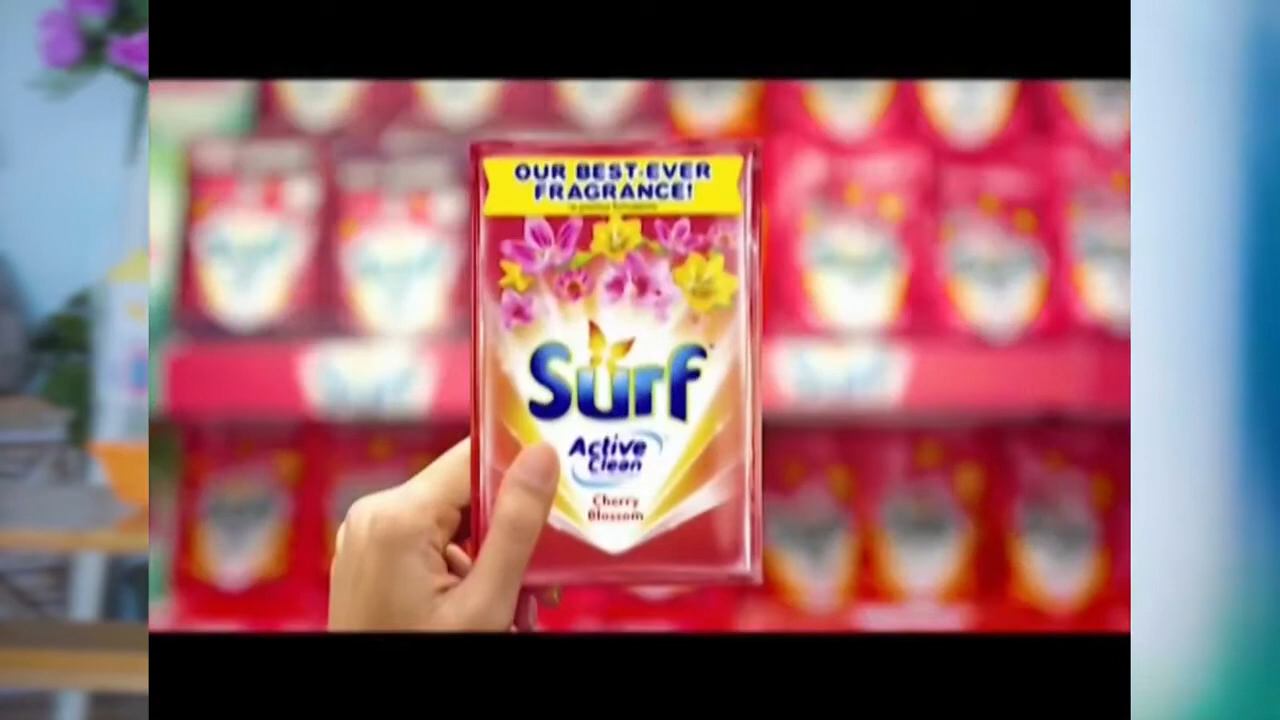 OUR BEST-EVER
FRAGRANCE!
Surf
Active
Clean
Cherry
Blossom